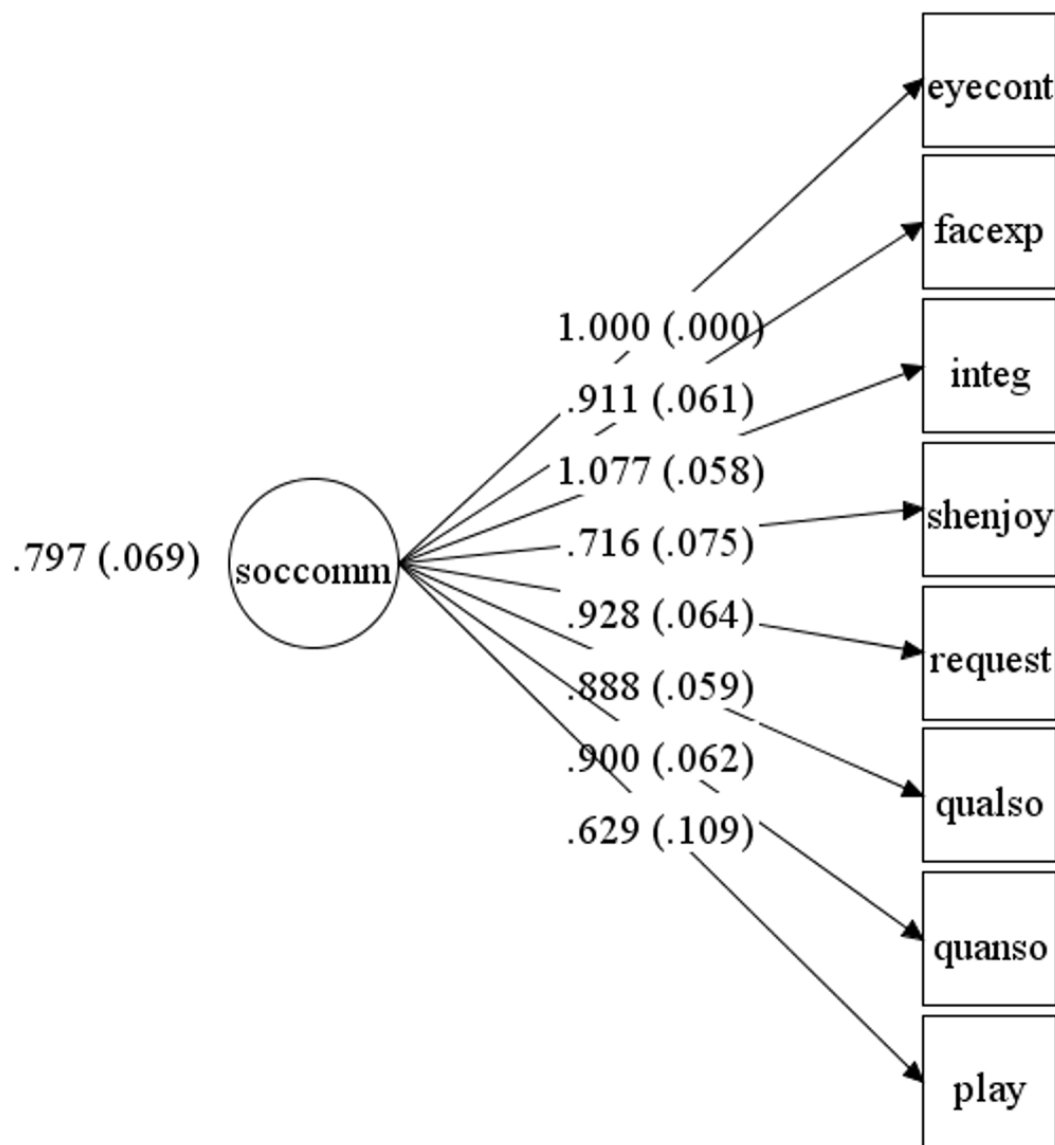 eyecont
facexp
1.000 (.000)
integ
.911 (.061)
1.077 (.058)
shenjoy
.797 (.069)
soccomm
.716 (.075)
.928 (.064)
request
.888 (.059)
.900 (.062)
qualso
.629 (.109)
quanso
play